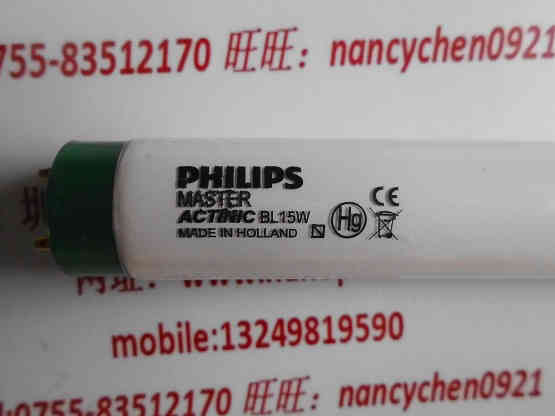 0755-83512170 旺旺: nancychen0921
PHILIPS
MASTER
ACTINIC BL15W
MADE IN HOLLAND
Hg
CE
mobile:13249819590
0755-83512170 旺旺: nancychen0921